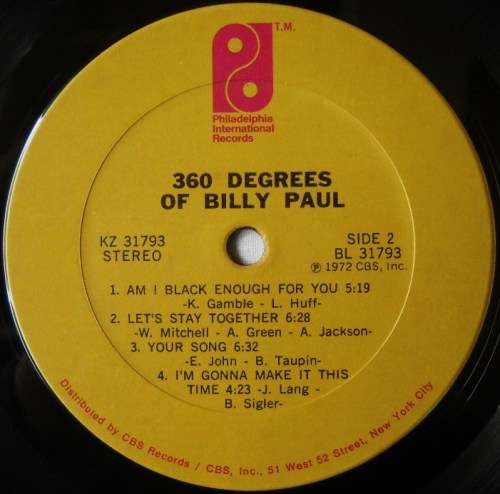 T.M.
Philadelphia
International
Records
360 DEGREES
OF BILLY PAUL
KZ 31793
STEREO
SIDE 2
BL 31793
℗ 1972 CBS, Inc.
1. AM I BLACK ENOUGH FOR YOU 5:19
-K. Gamble - L. Huff-
2. LET'S STAY TOGETHER 6:28
-W. Mitchell - A. Green - A. Jackson-
3. YOUR SONG 6:32
-E. John - B. Taupin-
4. I'M GONNA MAKE IT THIS
TIME 4:23 -J. Lang -
B. Sigler-
Distributed by CBS Records / CBS, Inc., 51 West 52 Street, New York City